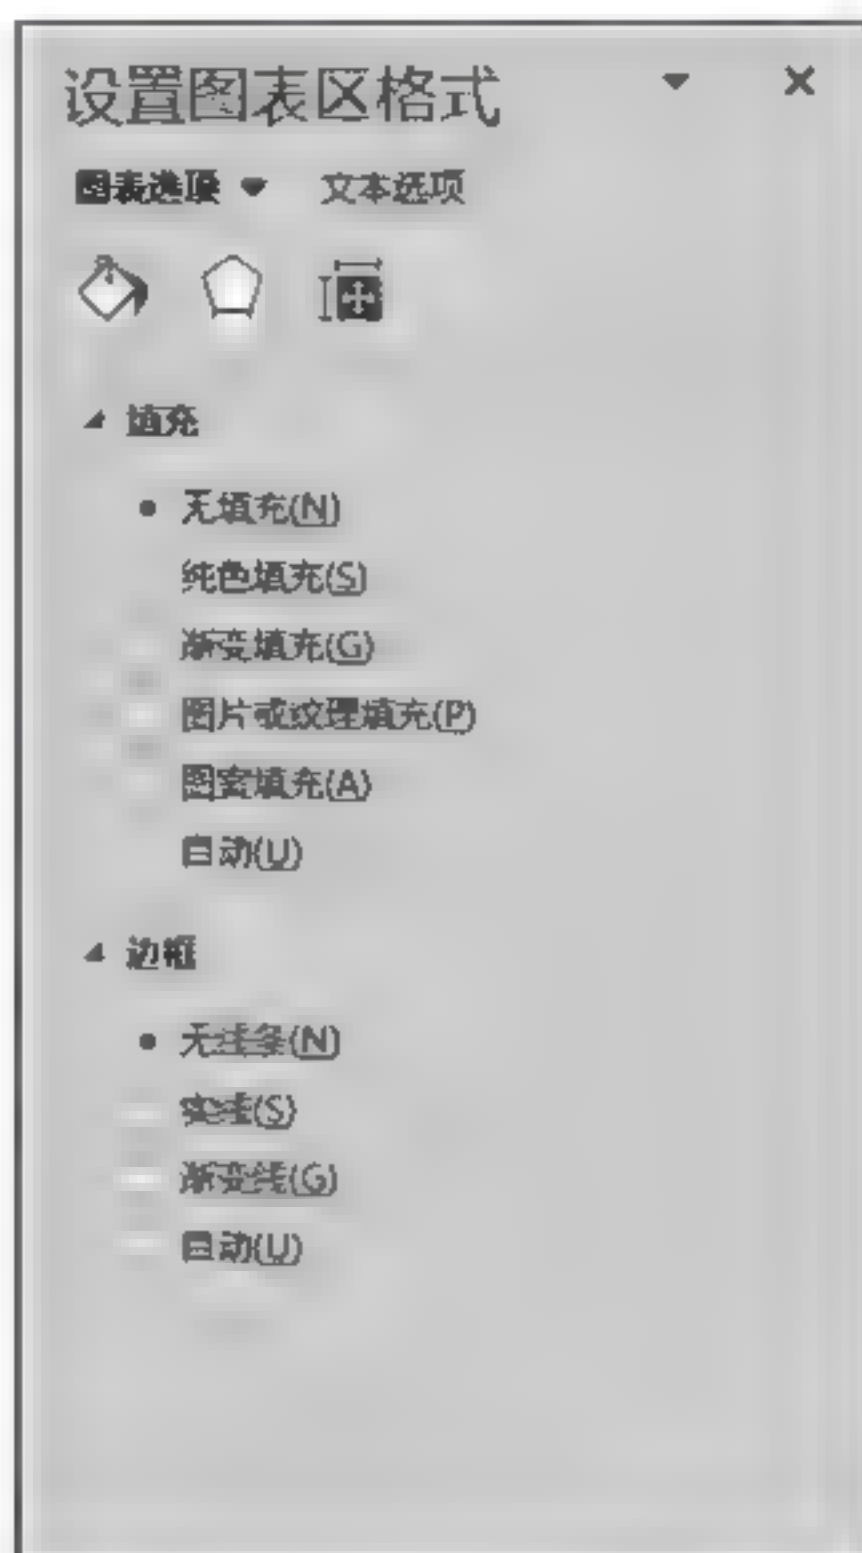 设置图表区格式
图表选项 文本选项
填充
无填充(N)
纯色填充(S)
渐变填充(G)
图片或纹理填充(P)
图案填充(A)
自动(U)
边框
无线条(N)
实线(S)
渐变线(G)
自动(U)